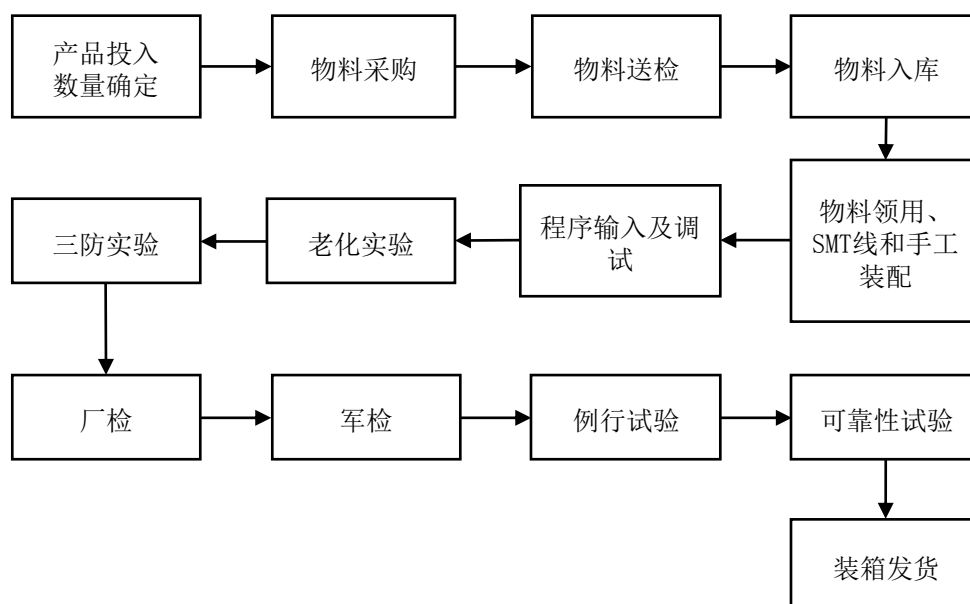 产品投入
数量确定
物料采购
物料送检
物料入库
物料领用、
SMT线和手工
装配
程序输入及调
试
老化实验
三防实验
厂检
军检
例行试验
可靠性试验
装箱发货